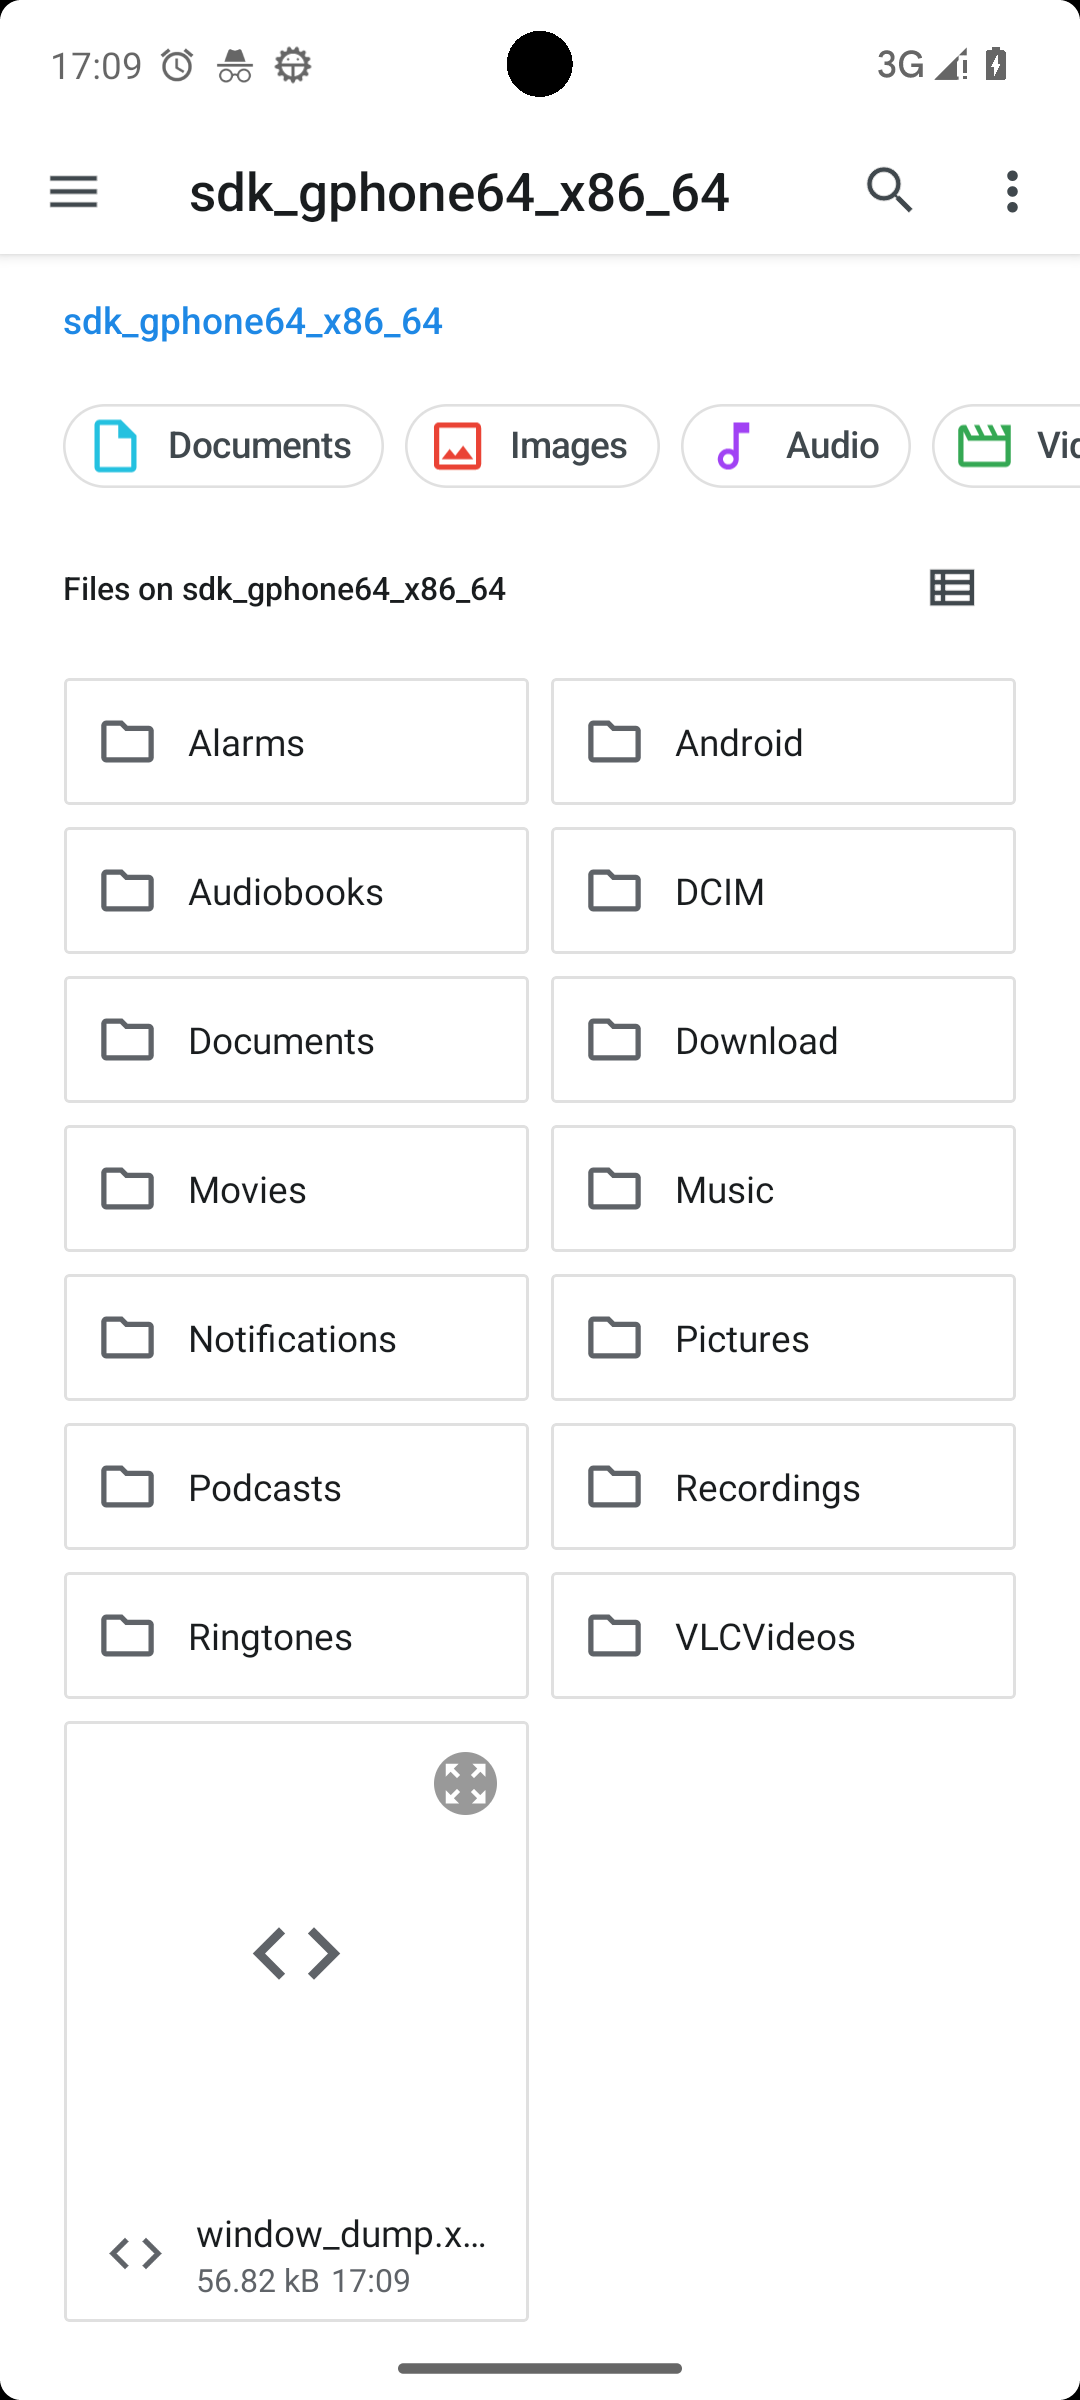 17:09
3G
sdk_gphone64_x86_64
sdk_gphone64_x86_64
Documents
Images
Audio
Vid
Files on sdk_gphone64_x86_64
Alarms
Android
Audiobooks
DCIM
Documents
Download
Movies
Music
Notifications
Pictures
Podcasts
Recordings
Ringtones
VLCVideos
window_dump.x...
56.82 kB 17:09